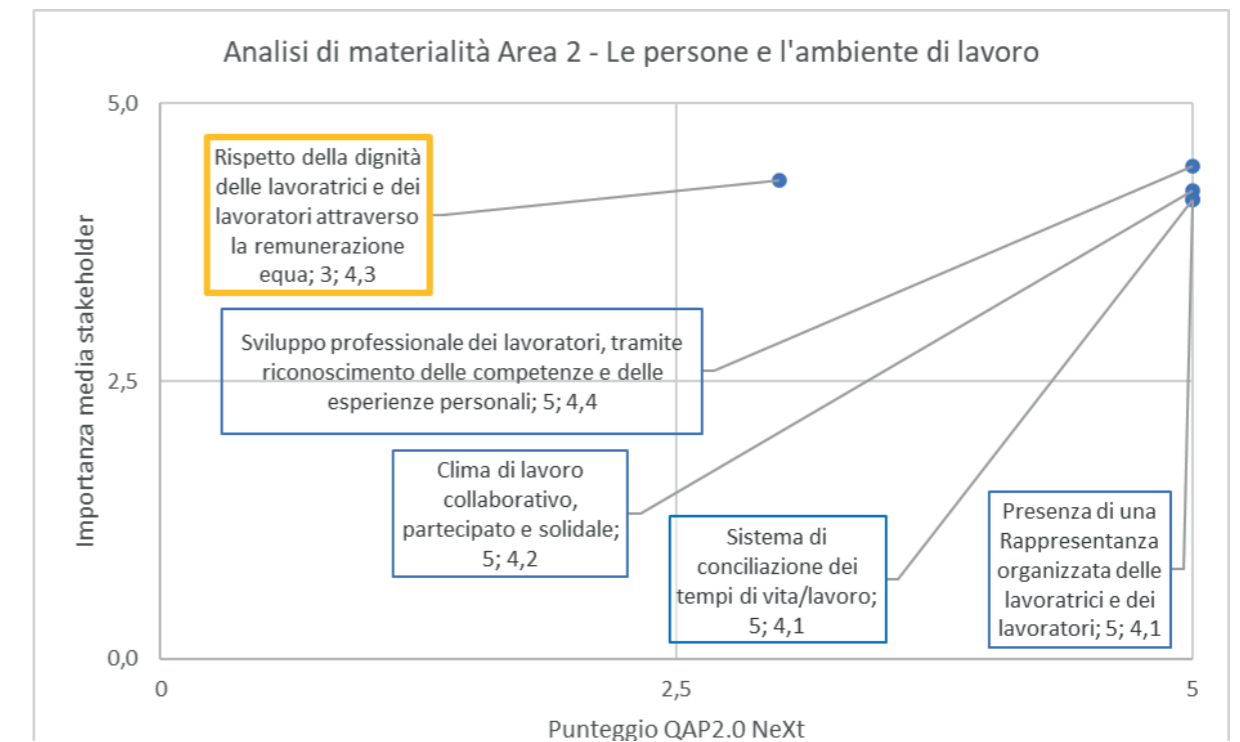 Analisi di materialità Area 2 - Le persone e l'ambiente di lavoro
Importanza media stakeholder
5,0
2,5
0,0
Rispetto della dignità
delle lavoratrici e dei
lavoratori attraverso
la remunerazione
equa; 3; 4,3
Sviluppo professionale dei lavoratori, tramite
riconoscimento delle competenze e delle
esperienze personali; 5; 4,4
Clima di lavoro
collaborativo,
partecipato e solidale;
5; 4,2
Sistema di
conciliazione dei
tempi di vita/lavoro;
5; 4,1
Presenza di una
Rappresentanza
organizzata delle
lavoratrici e dei
lavoratori; 5; 4,1
0
2,5
5
Punteggio QAP2.0 NeXt